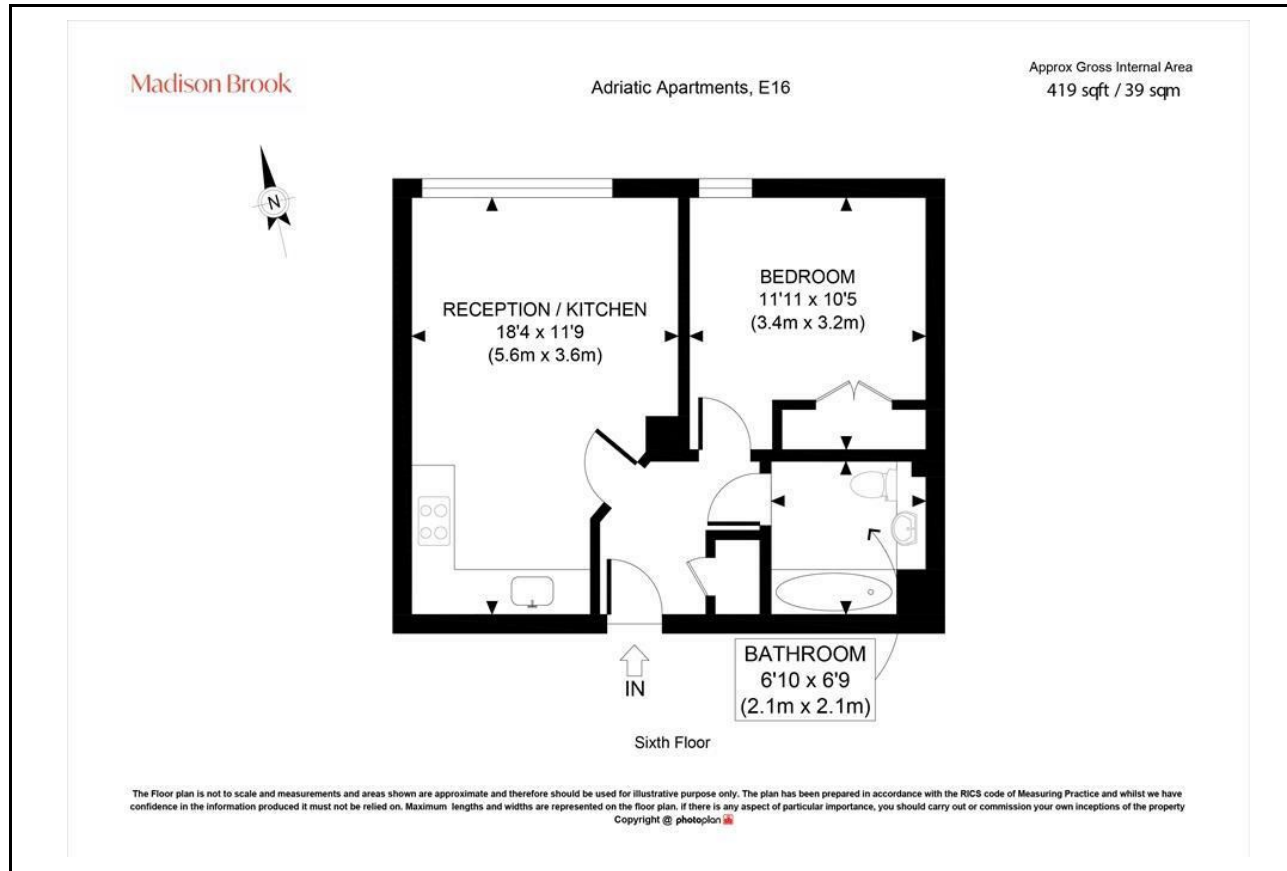 Madison Brook
Adriatic Apartments, E16
Approx Gross Internal Area
419 sqft / 39 sqm
N
RECEPTION / KITCHEN
18'4 x 11'9
(5.6m x 3.6m)
BEDROOM
11'11 x 10'5
(3.4m x 3.2m)
BATHROOM
6'10 x 6'9
(2.1m x 2.1m)
IN
Sixth Floor
The Floor plan is not to scale and measurements and areas shown are approximate and therefore should be used for illustrative purpose only. The plan has been prepared in accordance with the RICS code of Measuring Practice and whilst we have
confidence in the information produced it must not be relied on. Maximum lengths and widths are represented on the floor plan. if there is any aspect of particular importance, you should carry out or commission your own inceptions of the property
Copyright @ photoplan